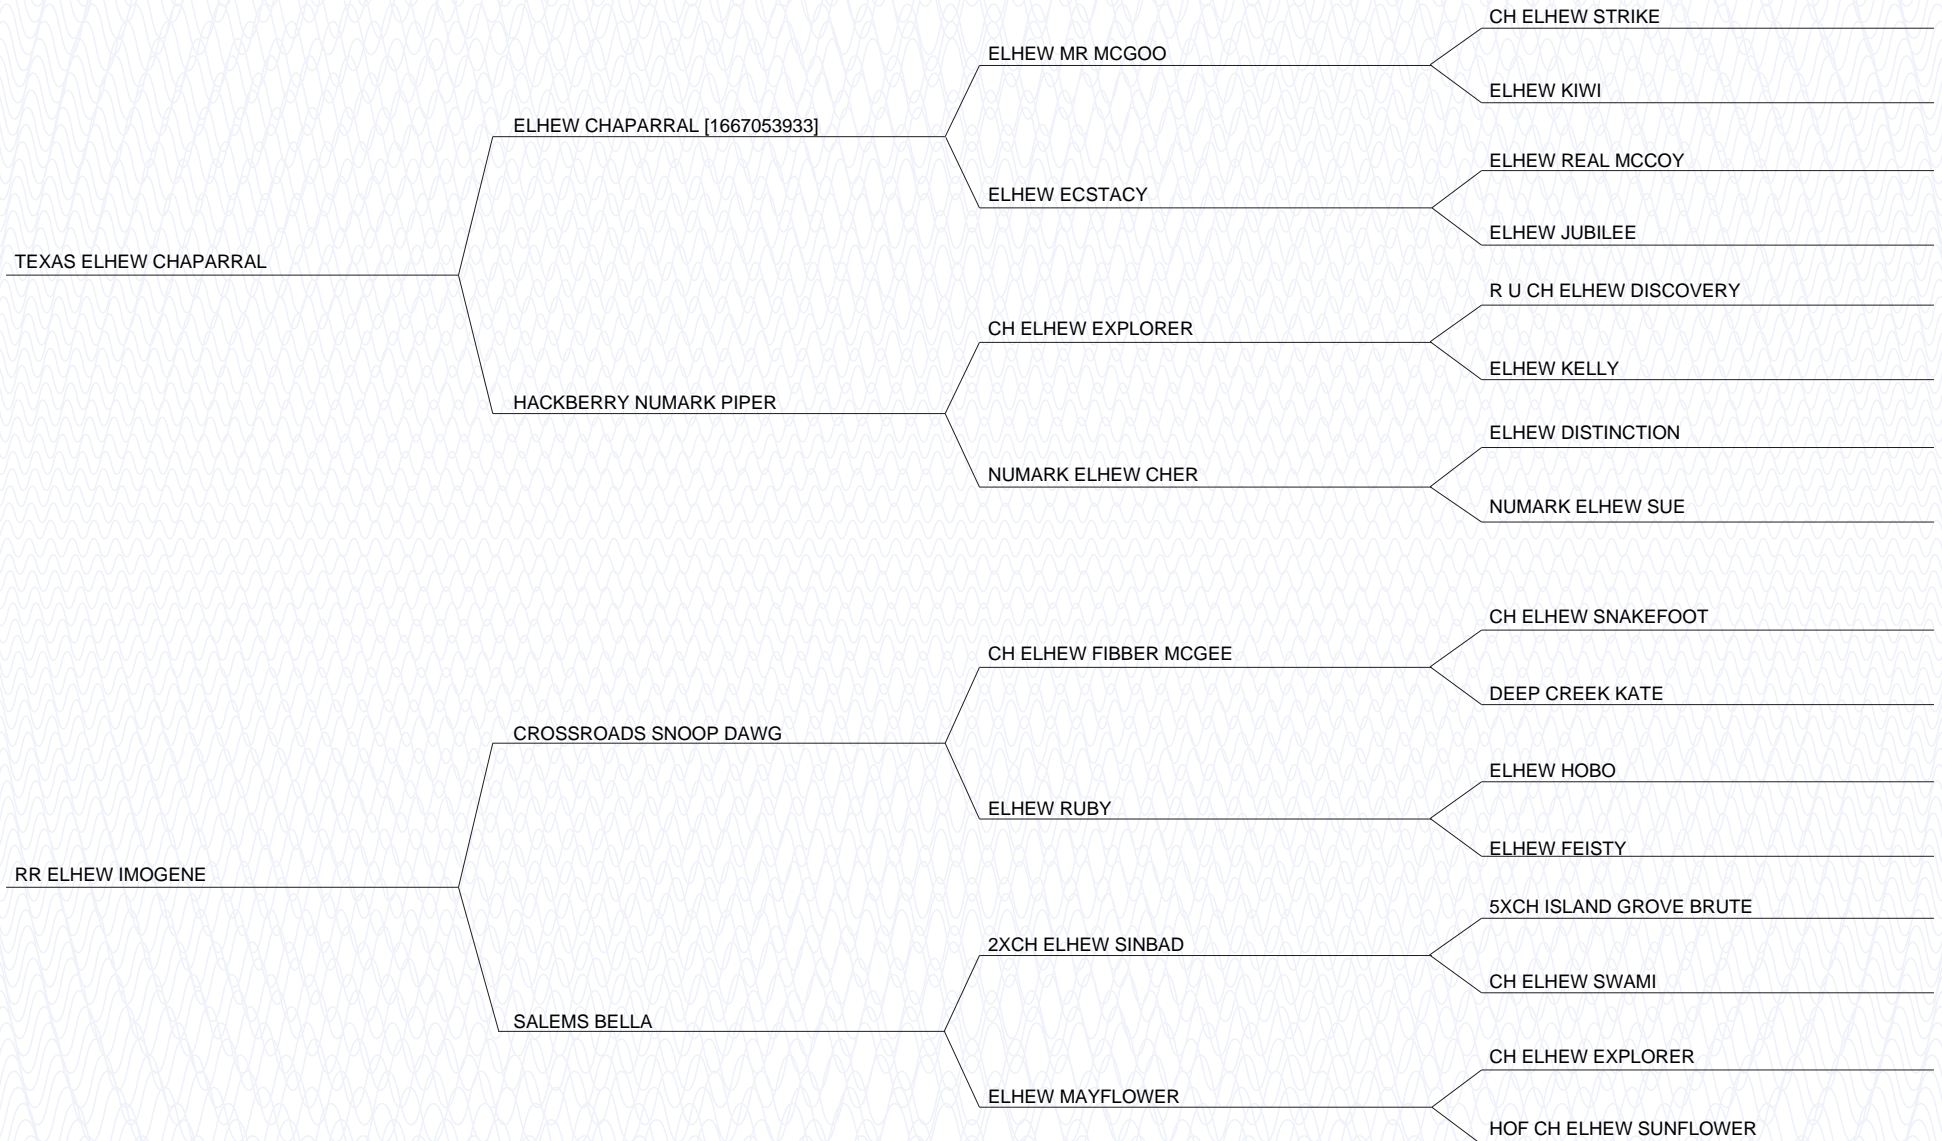 CH ELHEW STRIKE
ELHEW MR MCGOO
ELHEW KIWI
ELHEW CHAPARRAL [1667053933]
ELHEW REAL MCCOY
ELHEW ECSTACY
ELHEW JUBILEE
TEXAS ELHEW CHAPARRAL
R U CH ELHEW DISCOVERY
CH ELHEW EXPLORER
ELHEW KELLY
HACKBERRY NUMARK PIPER
ELHEW DISTINCTION
NUMARK ELHEW CHER
NUMARK ELHEW SUE
CH ELHEW SNAKEFOOT
CH ELHEW FIBBER MCGEE
DEEP CREEK KATE
CROSSROADS SNOOP DAWG
ELHEW HOBO
ELHEW RUBY
ELHEW FEISTY
RR ELHEW IMOGENE
5XCH ISLAND GROVE BRUTE
2XCH ELHEW SINBAD
CH ELHEW SWAMI
SALEMS BELLA
CH ELHEW EXPLORER
ELHEW MAYFLOWER
HOF CH ELHEW SUNFLOWER